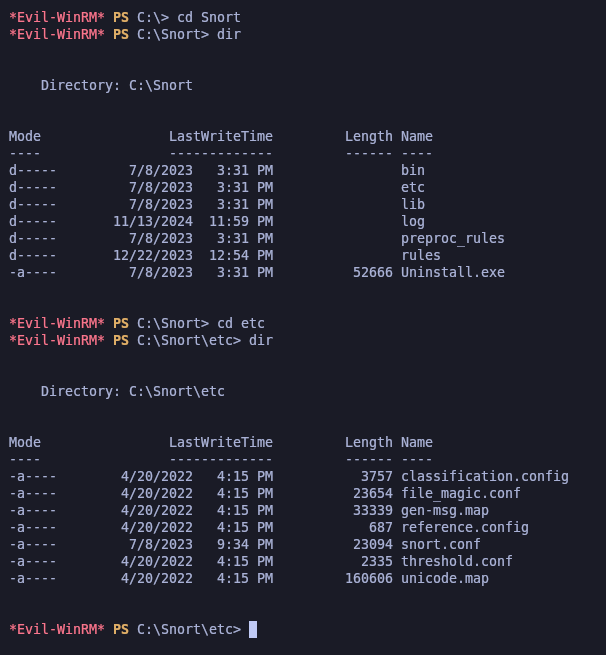 *Evil-WinRM* PS C:\> cd Snort
*Evil-WinRM* PS C:\Snort> dir
Directory: C:\Snort
Mode                LastWriteTime         Length Name
----                -------------         ------ ----
d-----         7/8/2023   3:31 PM                bin
d-----         7/8/2023   3:31 PM                etc
d-----         7/8/2023   3:31 PM                lib
d-----       11/13/2024  11:59 PM                log
d-----         7/8/2023   3:31 PM                preproc_rules
d-----       12/22/2023  12:54 PM                rules
-a----         7/8/2023   3:31 PM          52666 Uninstall.exe
*Evil-WinRM* PS C:\Snort> cd etc
*Evil-WinRM* PS C:\Snort\etc> dir
Directory: C:\Snort\etc
Mode                LastWriteTime         Length Name
----                -------------         ------ ----
-a----        4/20/2022   4:15 PM           3757 classification.config
-a----        4/20/2022   4:15 PM          23654 file_magic.conf
-a----        4/20/2022   4:15 PM          33339 gen-msg.map
-a----        4/20/2022   4:15 PM            687 reference.config
-a----         7/8/2023   9:34 PM          23094 snort.conf
-a----        4/20/2022   4:15 PM           2335 threshold.conf
-a----        4/20/2022   4:15 PM         160606 unicode.map
*Evil-WinRM* PS C:\Snort\etc>